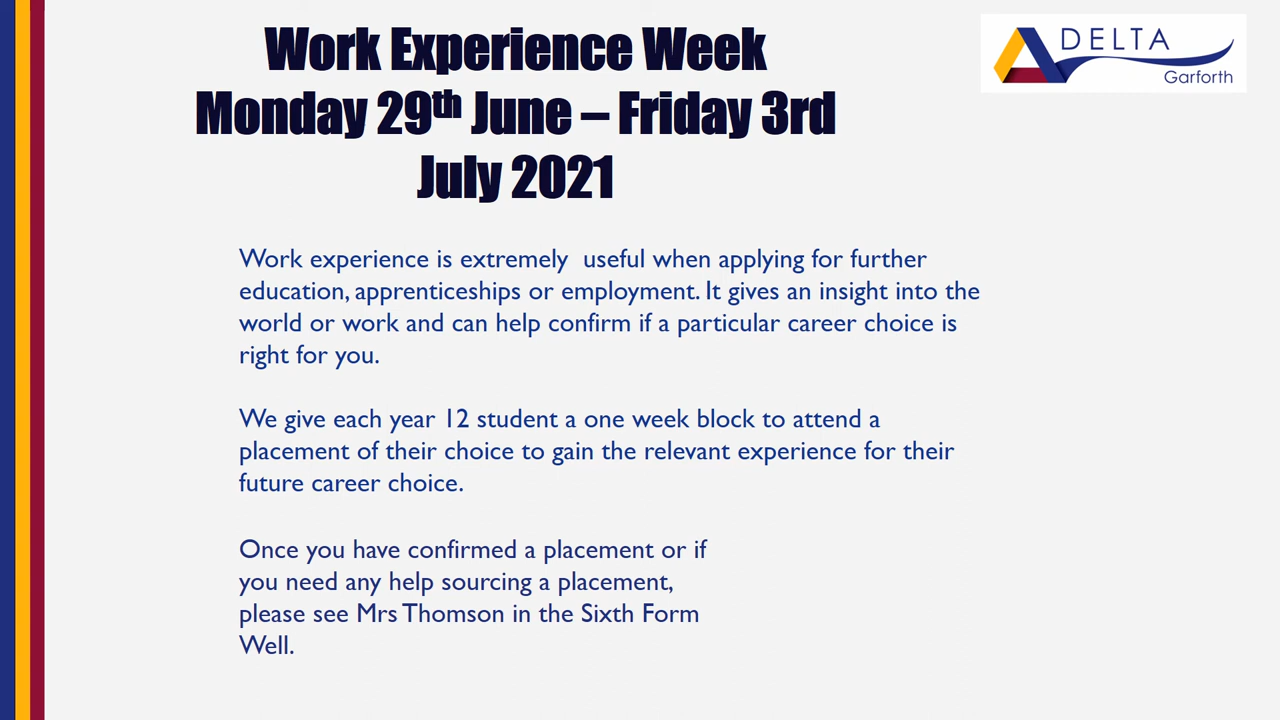 Work Experience Week
Monday 29th June – Friday 3rd
July 2021
DELTA
Garforth
Work experience is extremely  useful when applying for further
education, apprenticeships or employment. It gives an insight into the
world or work and can help confirm if a particular career choice is
right for you.
We give each year 12 student a one week block to attend a
placement of their choice to gain the relevant experience for their
future career choice.
Once you have confirmed a placement or if
you need any help sourcing a placement,
please see Mrs Thomson in the Sixth Form
Well.